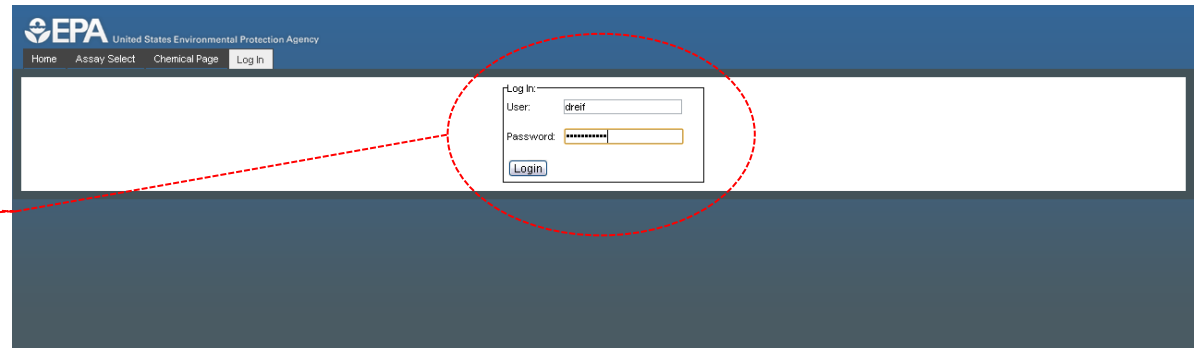 EPA United States Environmental Protection Agency
Home Assay Select Chemical Page Log In
Log In:
User: dreif
Password: •••••••••••
Login